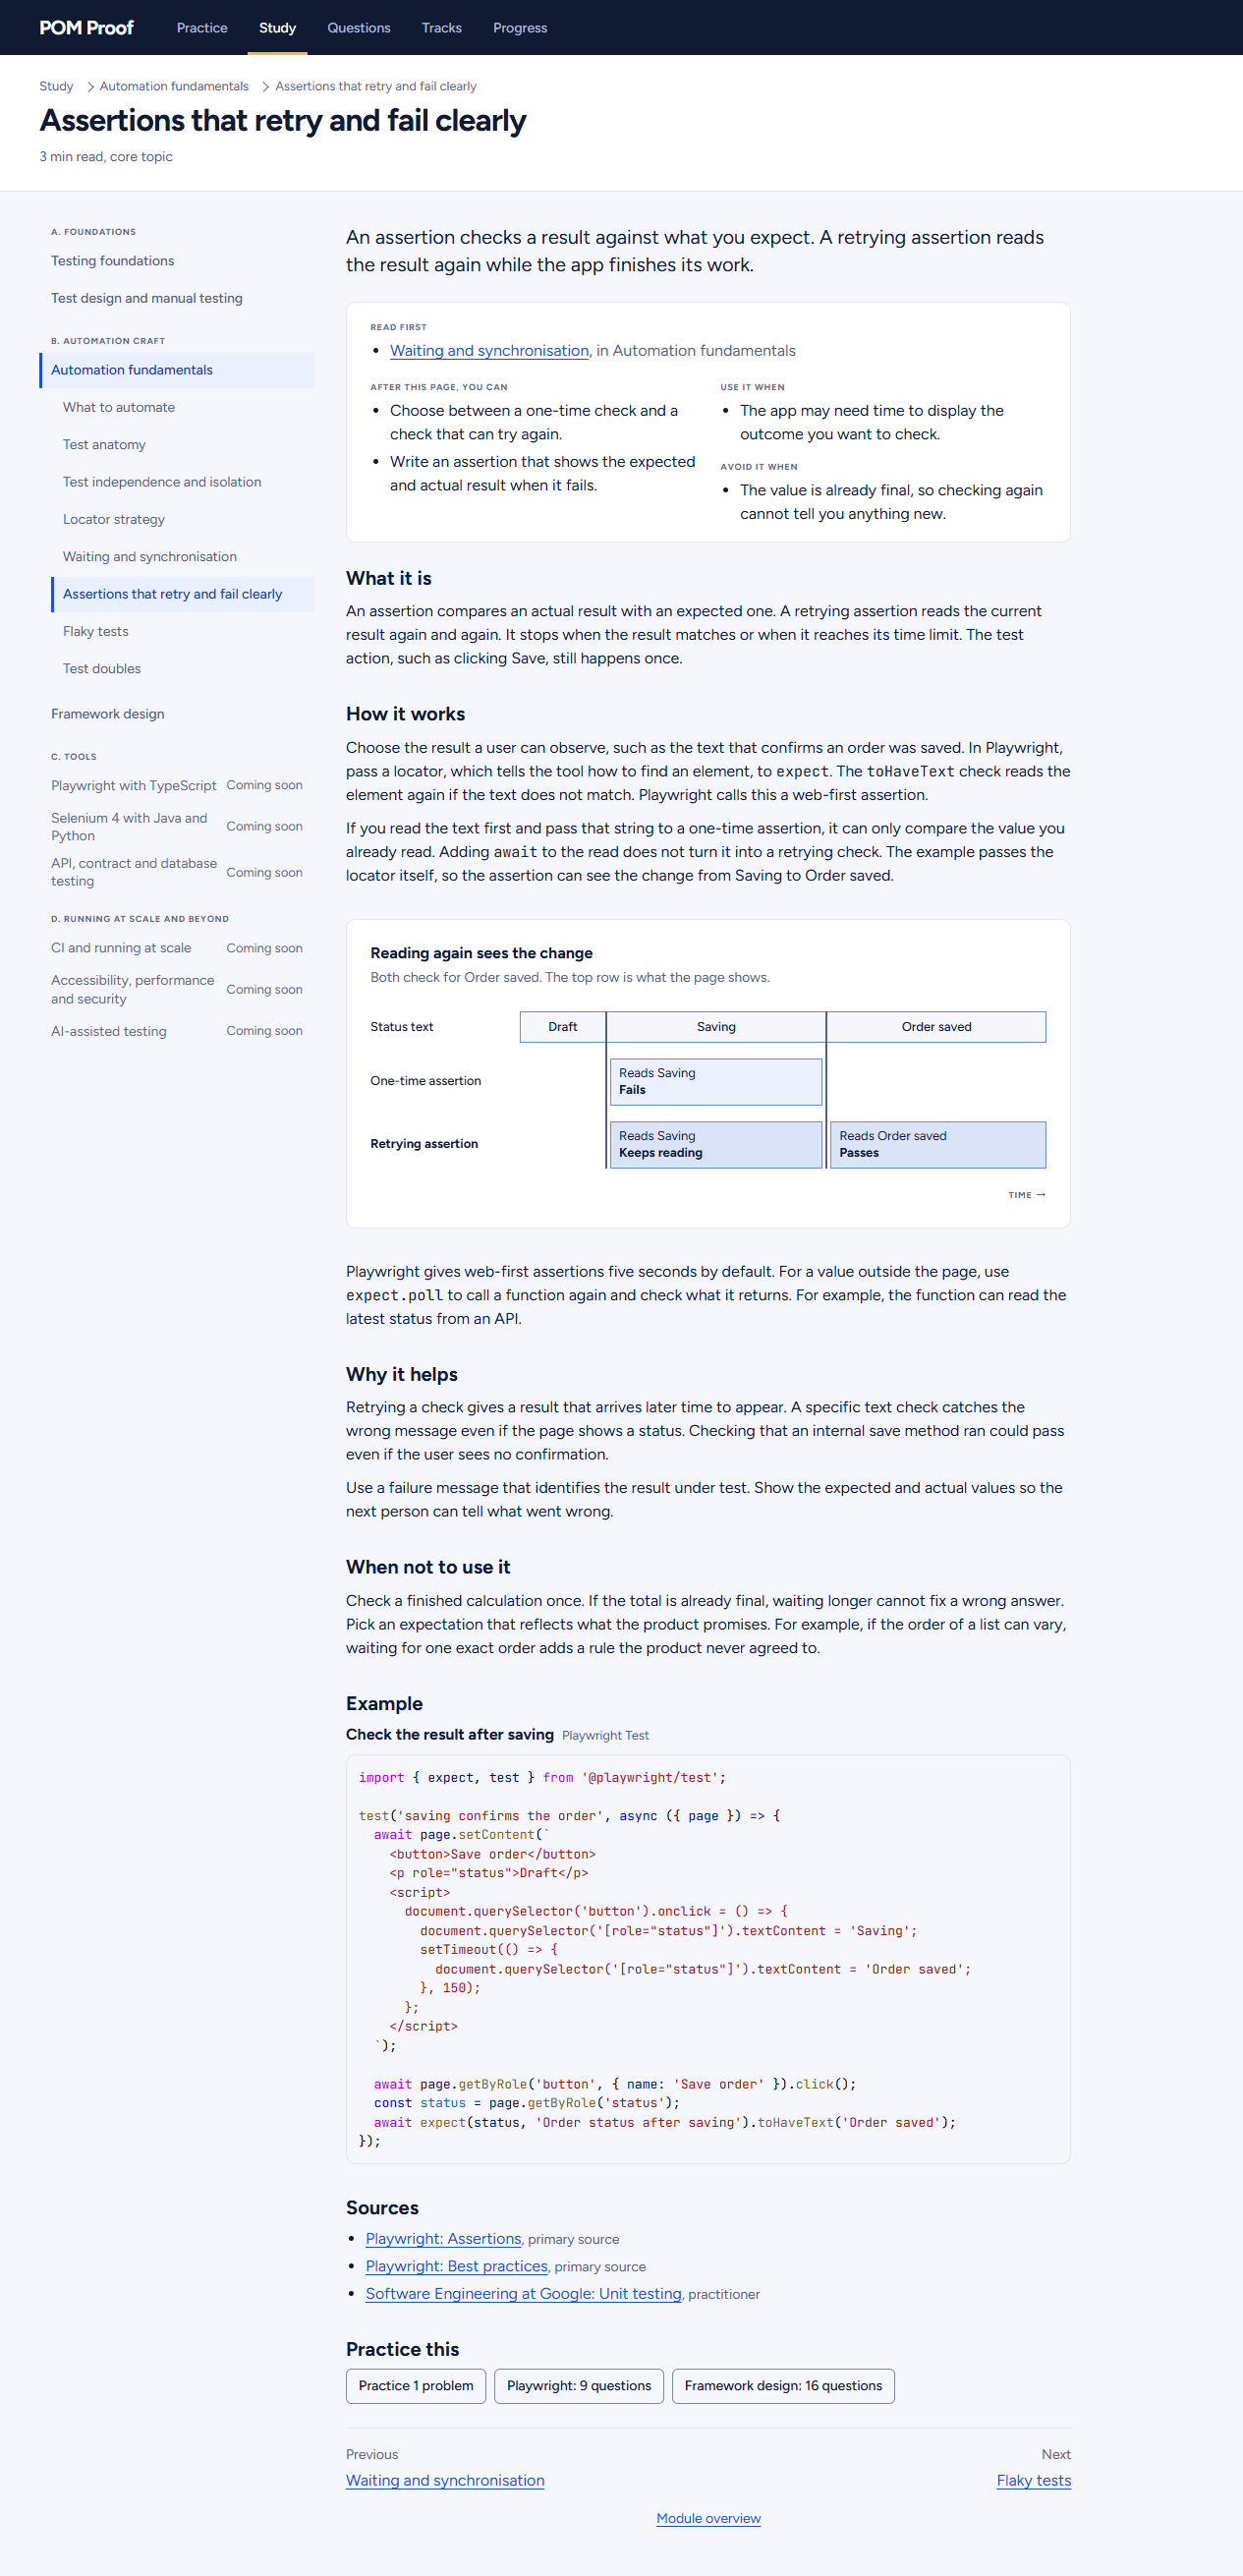 POM Proof
Practice
Study
Questions
Tracks
Progress
Study
Automation fundamentals
Assertions that retry and fail clearly
Assertions that retry and fail clearly
3 min read, core topic
A. FOUNDATIONS
Testing foundations
Test design and manual testing
B. AUTOMATION CRAFT
Automation fundamentals
What to automate
Test anatomy
Test independence and isolation
Locator strategy
Waiting and synchronisation
Assertions that retry and fail clearly
Flaky tests
Test doubles
Framework design
C. TOOLS
Playwright with TypeScript
Coming soon
Selenium 4 with Java and
Python
Coming soon
API, contract and database
testing
Coming soon
D. RUNNING AT SCALE AND BEYOND
CI and running at scale
Coming soon
Accessibility, performance
and security
Coming soon
AI-assisted testing
Coming soon
An assertion checks a result against what you expect. A retrying assertion reads
the result again while the app finishes its work.
READ FIRST
• Waiting and synchronisation, in Automation fundamentals
AFTER THIS PAGE, YOU CAN
• Choose between a one-time check and a
check that can try again.
• Write an assertion that shows the expected
and actual result when it fails.
USE IT WHEN
• The app may need time to display the
outcome you want to check.
AVOID IT WHEN
• The value is already final, so checking again
cannot tell you anything new.
What it is
An assertion compares an actual result with an expected one. A retrying assertion reads the current
result again and again. It stops when the result matches or when it reaches its time limit. The test
action, such as clicking Save, still happens once.
How it works
Choose the result a user can observe, such as the text that confirms an order was saved. In Playwright,
pass a locator, which tells the tool how to find an element, to expect. The toHaveText check reads the
element again if the text does not match. Playwright calls this a web-first assertion.
If you read the text first and pass that string to a one-time assertion, it can only compare the value you
already read. Adding await to the read does not turn it into a retrying check. The example passes the
locator itself, so the assertion can see the change from Saving to Order saved.
Reading again sees the change
Both check for Order saved. The top row is what the page shows.
Status text
Draft
Saving
Order saved
One-time assertion
Reads Saving
Fails
Retrying assertion
Reads Saving
Keeps reading
Reads Order saved
Passes
TIME →
Playwright gives web-first assertions five seconds by default. For a value outside the page, use
expect.poll to call a function again and check what it returns. For example, the function can read the
latest status from an API.
Why it helps
Retrying a check gives a result that arrives later time to appear. A specific text check catches the
wrong message even if the page shows a status. Checking that an internal save method ran could pass
even if the user sees no confirmation.
Use a failure message that identifies the result under test. Show the expected and actual values so the
next person can tell what went wrong.
When not to use it
Check a finished calculation once. If the total is already final, waiting longer cannot fix a wrong answer.
Pick an expectation that reflects what the product promises. For example, if the order of a list can vary,
waiting for one exact order adds a rule the product never agreed to.
Example
Check the result after saving Playwright Test
import { expect, test } from '@playwright/test';
test('saving confirms the order', async ({ page }) => {
  await page.setContent(`
    <button>Save order</button>
    <p role="status">Draft</p>
    <script>
      document.querySelector('button').onclick = () => {
        document.querySelector('[role="status"]').textContent = 'Saving';
        setTimeout(() => {
          document.querySelector('[role="status"]').textContent = 'Order saved';
        }, 150);
      };
    </script>
  `);
  await page.getByRole('button', { name: 'Save order' }).click();
  const status = page.getByRole('status');
  await expect(status, 'Order status after saving').toHaveText('Order saved');
});
Sources
• Playwright: Assertions, primary source
• Playwright: Best practices, primary source
• Software Engineering at Google: Unit testing, practitioner
Practice this
Practice 1 problem
Playwright: 9 questions
Framework design: 16 questions
Previous
Waiting and synchronisation
Next
Flaky tests
Module overview